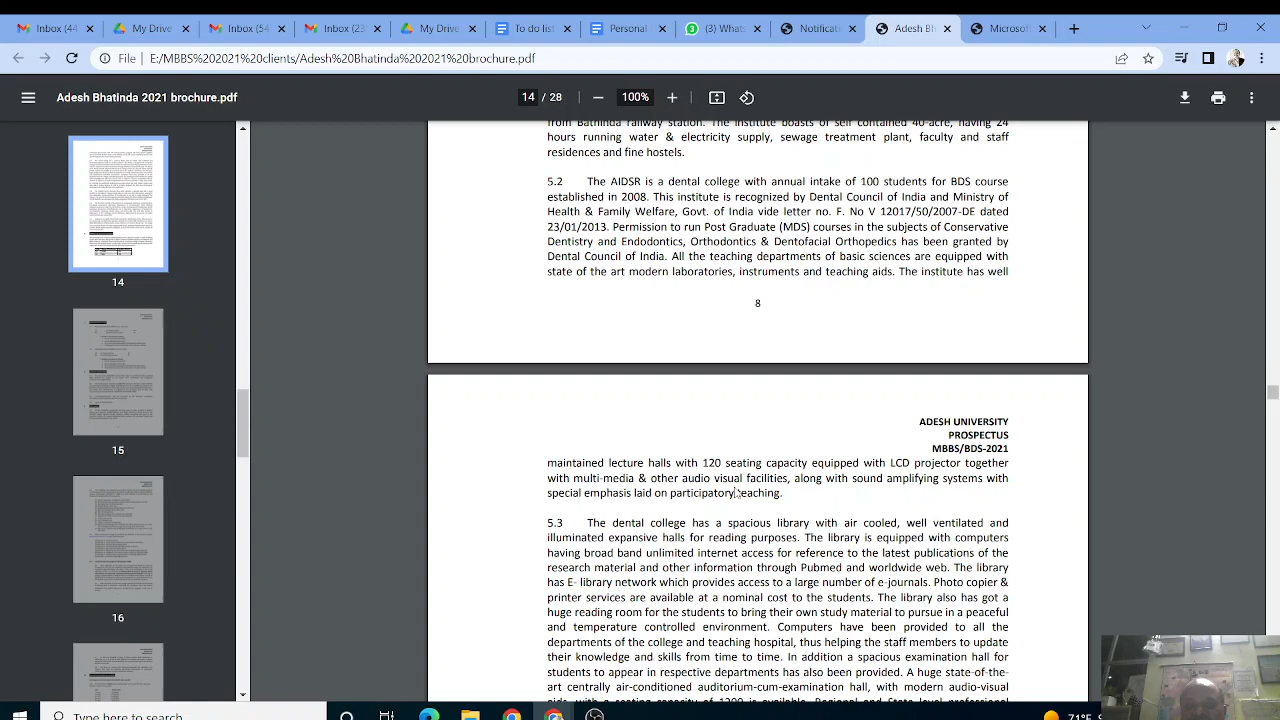 Inbox (44
My Drive
Inbox (54
Inbox (23
My Drive
To do list
Personal
(3) Whats
Notificat
Adesh Bh
Microsof
File | E:/MBBS%202021%20clients/Adesh%20Bhatinda%202021%20brochure.pdf
Adesh Bhatinda 2021 brochure.pdf
14 / 28
100%
14
15
16
from Bathinda railway station. The institute boasts of self contained 40-acre, having 24
hours running water & electricity supply, sewage treatment plant, faculty and staff
residences and fine hostels.
5.2 The AIDSR is a dental college with annual intake of 100 students for BDS course
established in 2008. This institute is recognized by Dental Council of India and Ministry of
Health & Family Welfare, Govt. of India vide letter no. F. No V 12017/50/2007 DE dated
/01/2013. Permission to run Post Graduate (MDS) courses in the subjects of Conservative
Dentistry and Endodontics, Orthodontics & Dentofacial Orthopedics has been granted by
Dental Council of India. All the teaching departments of basic sciences are equipped with
state of the art modern laboratories, instruments and teaching aids. The institute has well
8
ADESH UNIVERSITY
PROSPECTUS
MBBS/BDS-2021
maintained lecture halls with 120 seating capacity equipped with LCD projector together
with multi-media & other audio visual facilities, along with sound amplifying systems with
special emphasis laid on participatory teaching.
The dental college has a spacious library with air cooled, well ventilated and
illuminated expansive halls for reading purposes. The library is equipped with computers
having broad band unlimited internet access for reference to the latest publications of the
research material and other information through Pubmed and worldwide web. The library
has E- library network which provides access to a large number of e-journals. Photo copier &
printer services are available at a nominal cost to the students. The library also has got a
huge reading room for the students to bring their own study material to pursue in a peaceful
and temperature controlled environment. Computers have been provided to all the
departments of the college and teaching hospital, thus helping the staff members to update
their knowledge and skills from time to time. In addition a spacious examination hall for
students to appear in respective departments has also been provided. A huge state-of-the-
art centrally air-conditioned auditorium-cum-examination hall, with modern audio-visual
Type here to search
71°F